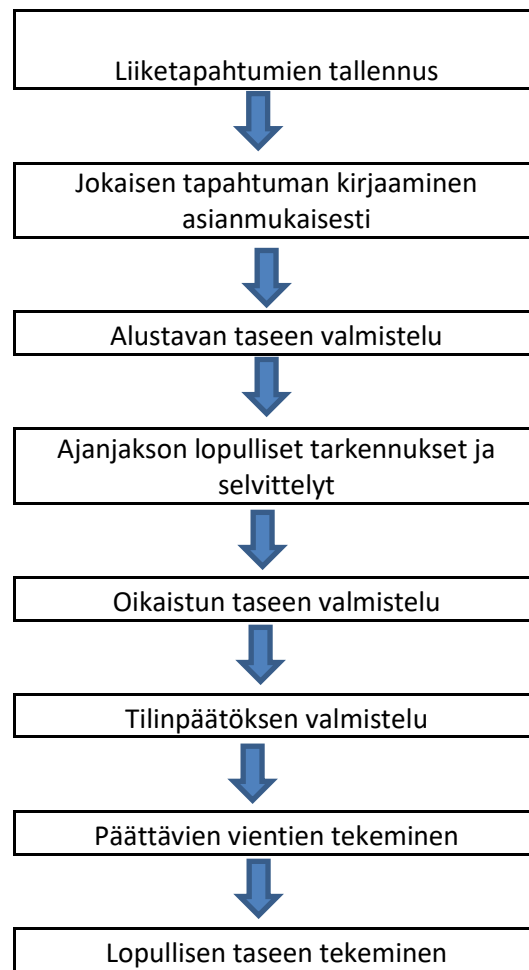 Liiketapahtumien tallennus
Jokaisen tapahtuman kirjaaminen
asianmukaisesti
Alustavan taseen valmistelu
Ajanjakson lopulliset tarkennukset ja
selvittelyt
Oikaistun taseen valmistelu
Tilinpäätöksen valmistelu
Päättävien vientien tekeminen
Lopullisen taseen tekeminen